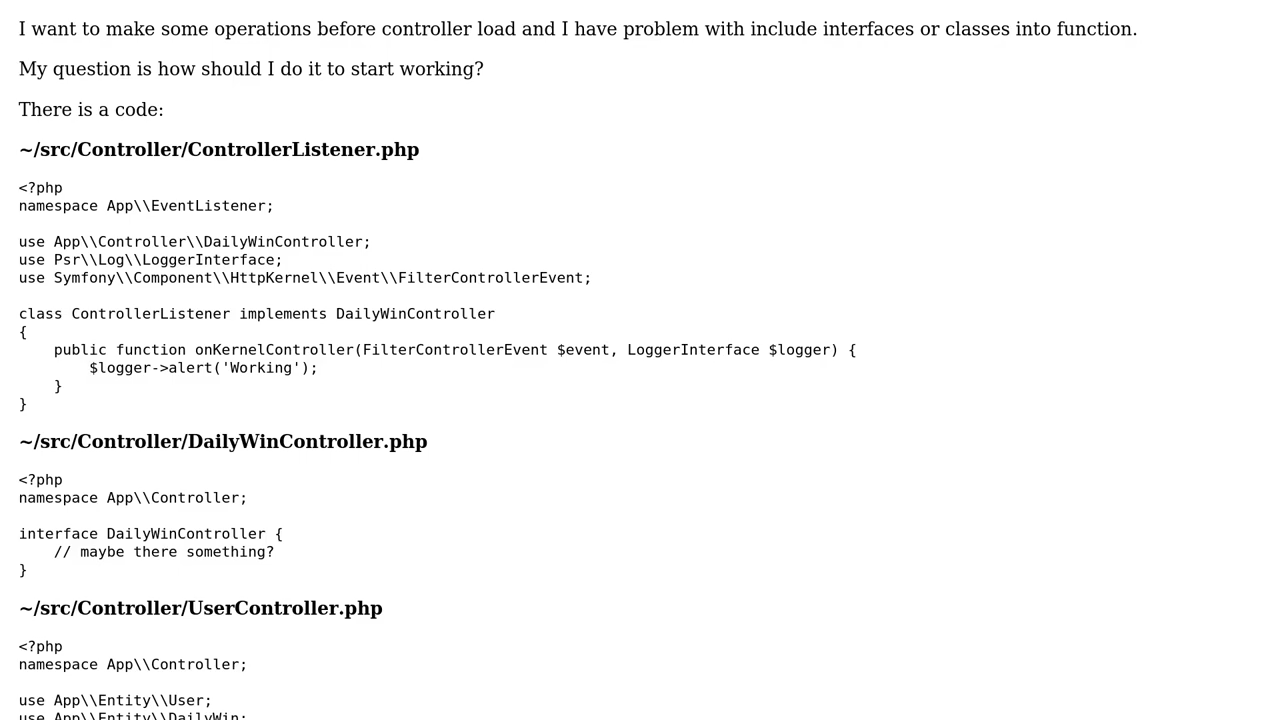 I want to make some operations before controller load and I have problem with include interfaces or classes into function.
My question is how should I do it to start working?
There is a code:
~/src/Controller/ControllerListener.php
<?php
namespace App\\EventListener;
use App\\Controller\\DailyWinController;
use Psr\\Log\\LoggerInterface;
use Symfony\\Component\\HttpKernel\\Event\\FilterControllerEvent;
class ControllerListener implements DailyWinController
{
    public function onKernelController(FilterControllerEvent $event, LoggerInterface $logger) {
        $logger->alert('Working');
    }
}
~/src/Controller/DailyWinController.php
<?php
namespace App\\Controller;
interface DailyWinController {
    // maybe there something?
}
~/src/Controller/UserController.php
<?php
namespace App\\Controller;
use App\\Entity\\User;
use App\\Entity\\DailyWin;